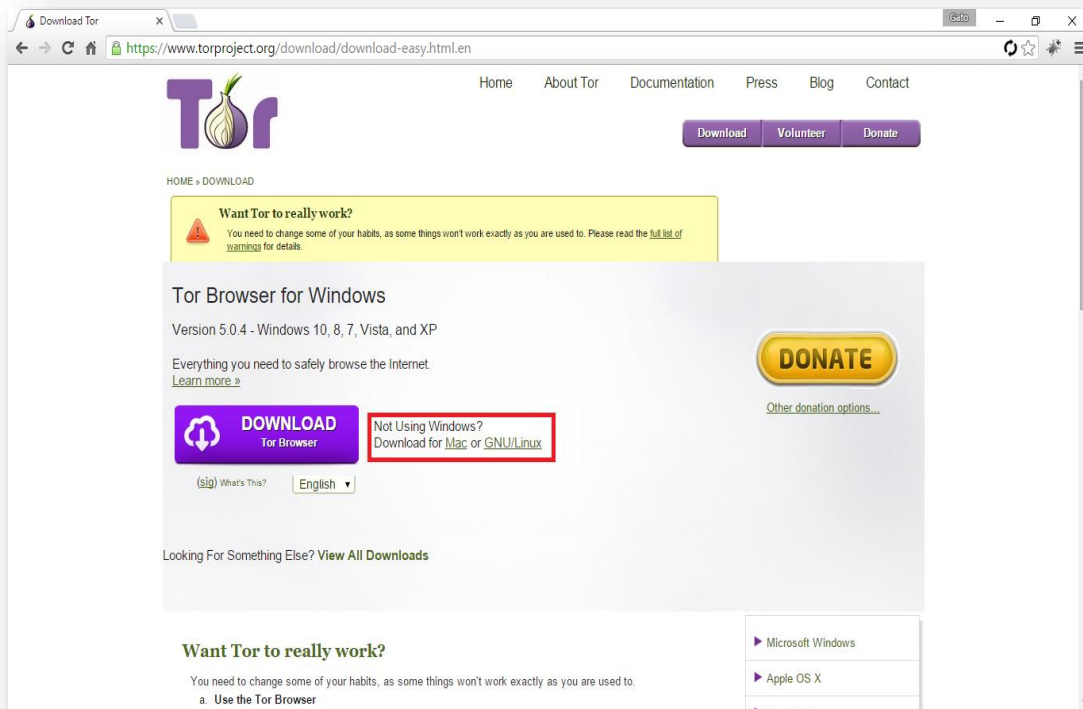 Download Tor
Gato
https://www.torproject.org/download/download-easy.html.en
Tor
Home About Tor Documentation Press Blog Contact
Download Volunteer Donate
HOME » DOWNLOAD
Want Tor to really work?
You need to change some of your habits, as some things won't work exactly as you are used to. Please read the full list of
warnings for details.
Tor Browser for Windows
Version 5.0.4 - Windows 10, 8, 7, Vista, and XP
Everything you need to safely browse the Internet.
Learn more »
DONATE
Other donation options...
DOWNLOAD
Tor Browser
Not Using Windows?
Download for Mac or GNU/Linux
(sig) What's This? English
Looking For Something Else? View All Downloads
Want Tor to really work?
You need to change some of your habits, as some things won't work exactly as you are used to.
a. Use the Tor Browser
Microsoft Windows
Apple OS X